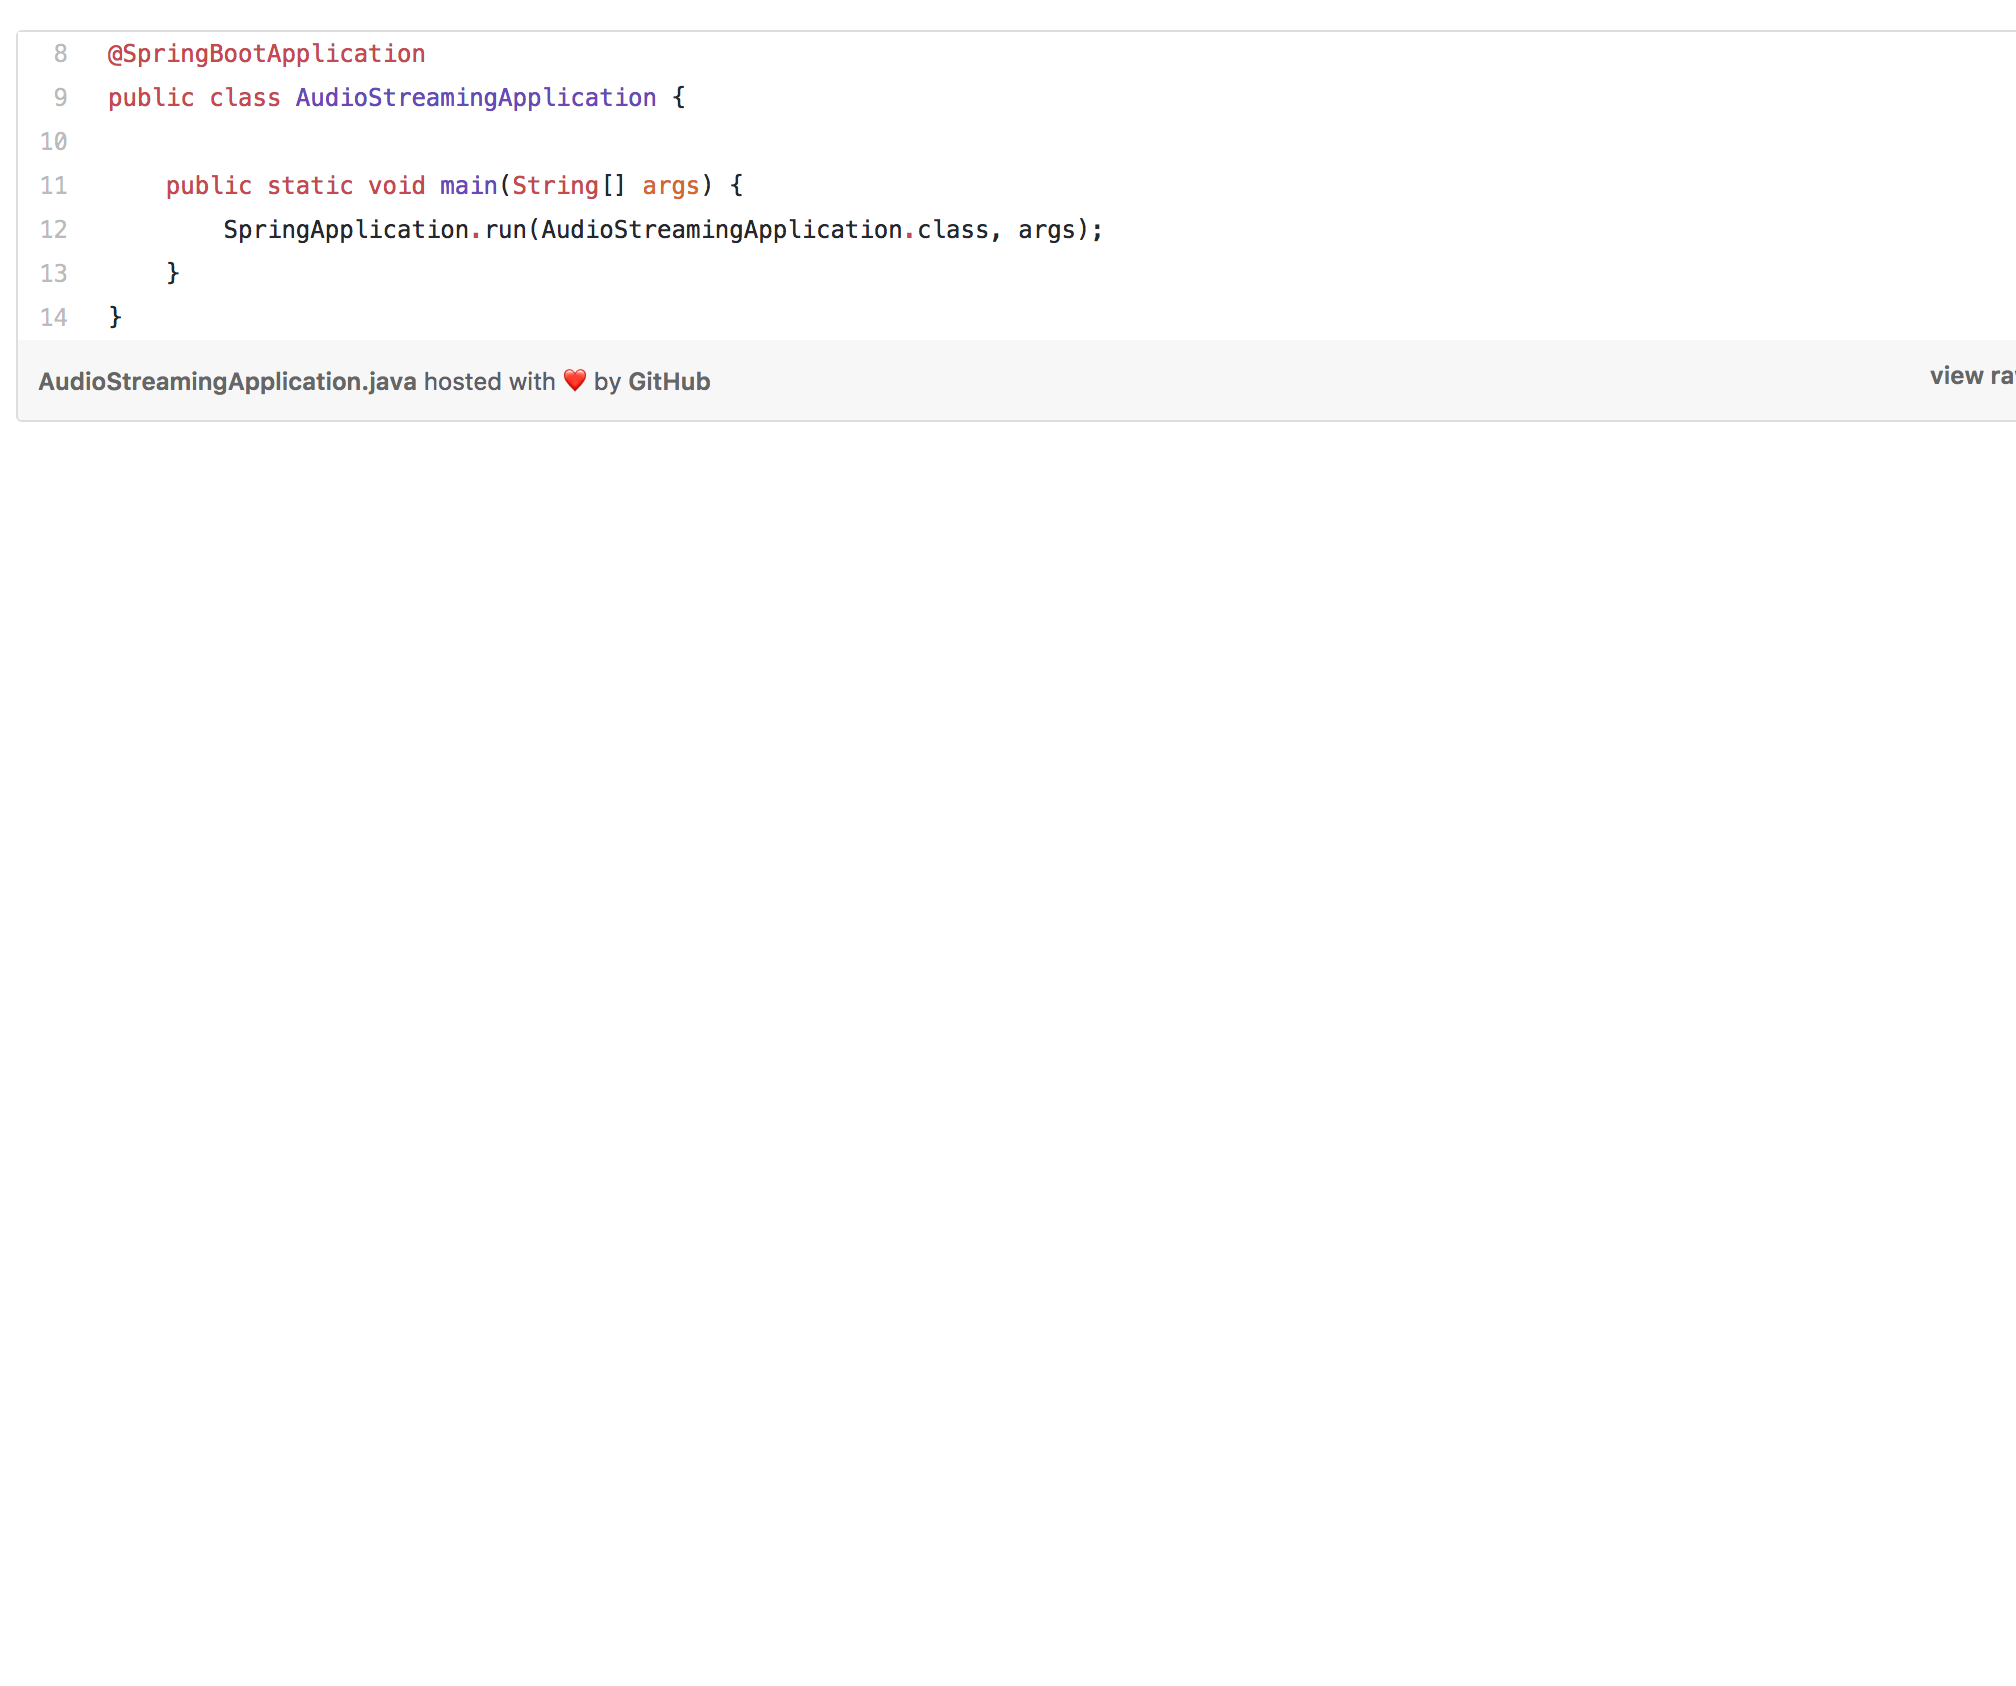 8 @SpringBootApplication
9 public class AudioStreamingApplication {
10
11 public static void main(String[] args) {
12 SpringApplication.run(AudioStreamingApplication.class, args);
13 }
14 }
AudioStreamingApplication.java hosted with ❤️ by GitHub
view